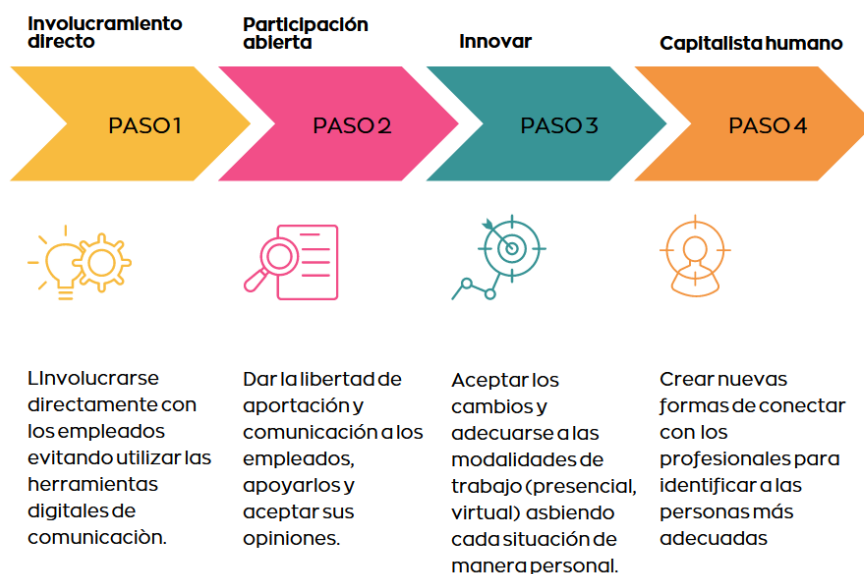 Involucramiento
directo
Participación
abierta
Innovar
Capitalista humano
PASO 1
PASO 2
PASO 3
PASO 4
LInvolucrarse
directamente con
los empleados
evitando utilizar las
herramientas
digitales de
comunicaciòn.
Dar la libertad de
aportación y
comunicación a los
empleados,
apoyarlos y
aceptar sus
opiniones.
Aceptar los
cambios y
adecuarse a las
modalidades de
trabajo (presencial,
virtual) asbiendo
cada situación de
manera personal.
Crear nuevas
formas de conectar
con los
profesionales para
identificar a las
personas más
adecuadas